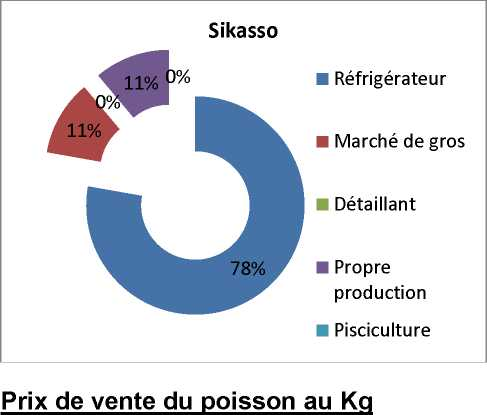 Sikasso
0%
11%
0%
11%
78%
Réfrigérateur
Marché de gros
Détaillant
Propre
production
Pisciculture
Prix de vente du poisson au Kg